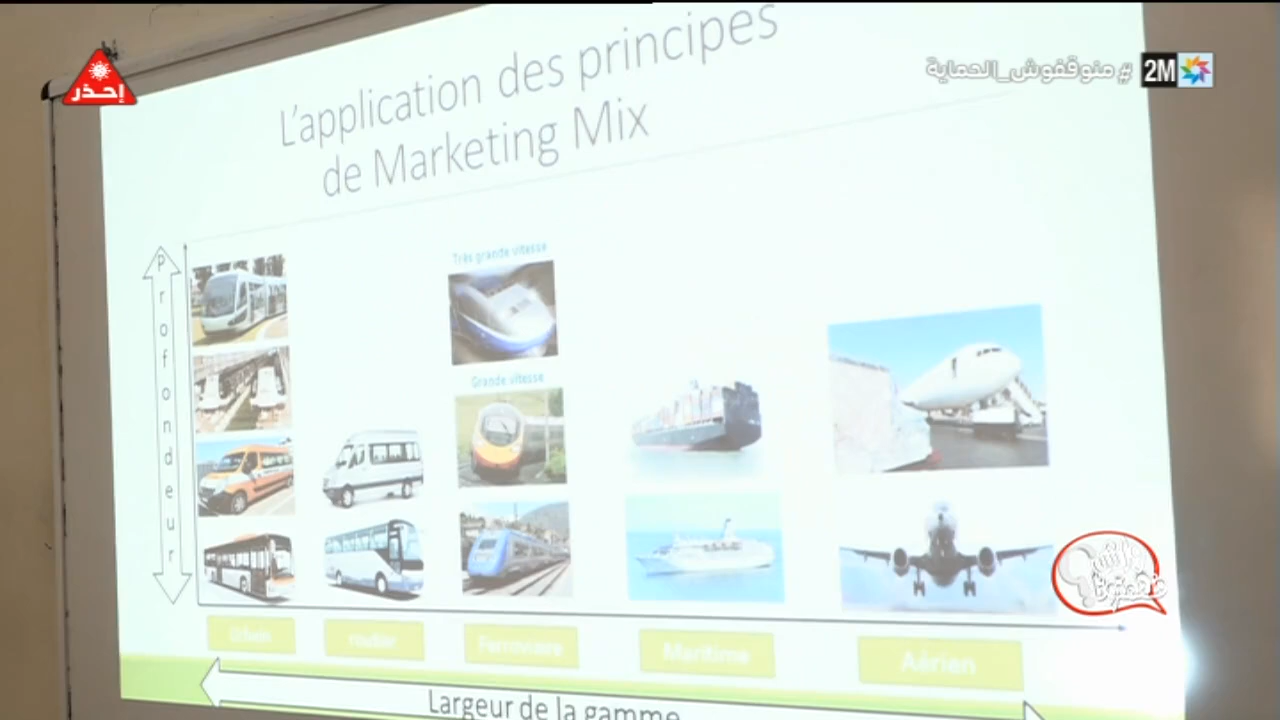 إحذر
# منوقفوش_الحماية
2M
L'application des principes
de Marketing Mix
Profondeur
Très grande vitesse
Grande vitesse
Urbain
routier
Ferroviaire
Maritime
Aérien
Largeur de la gamme